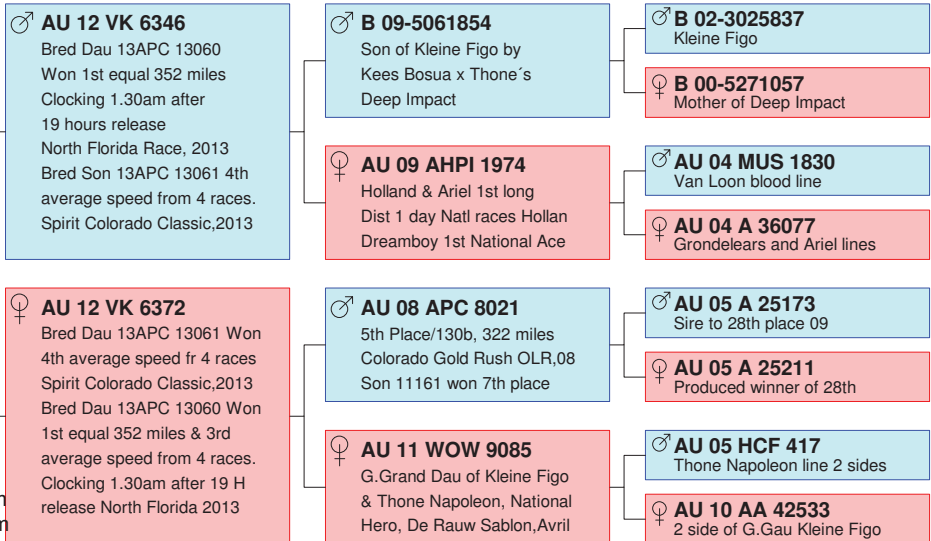 ♂ AU 12 VK 6346
Bred Dau 13APC 13060
Won 1st equal 352 miles
Clocking 1.30am after
19 hours release
North Florida Race, 2013
Bred Son 13APC 13061 4th
average speed from 4 races.
Spirit Colorado Classic,2013
♀ AU 12 VK 6372
Bred Dau 13APC 13061 Won
4th average speed fr 4 races
Spirit Colorado Classic,2013
Bred Dau 13APC 13060 Won
1st equal 352 miles & 3rd
average speed from 4 races.
Clocking 1.30am after 19 H
release North Florida 2013
♂ B 09-5061854
Son of Kleine Figo by
Kees Bosua x Thone´s
Deep Impact
♀ AU 09 AHPI 1974
Holland & Ariel 1st long
Dist 1 day Natl races Hollan
Dreamboy 1st National Ace
♂ AU 08 APC 8021
5th Place/130b, 322 miles
Colorado Gold Rush OLR,08
Son 11161 won 7th place
♀ AU 11 WOW 9085
G.Grand Dau of Kleine Figo
& Thone Napoleon, National
Hero, De Rauw Sablon,Avril
♂ B 02-3025837
Kleine Figo
♀ B 00-5271057
Mother of Deep Impact
♂ AU 04 MUS 1830
Van Loon blood line
♀ AU 04 A 36077
Grondelears and Ariel lines
♂ AU 05 A 25173
Sire to 28th place 09
♀ AU 05 A 25211
Produced winner of 28th
♂ AU 05 HCF 417
Thone Napoleon line 2 sides
♀ AU 10 AA 42533
2 side of G.Gau Kleine Figo